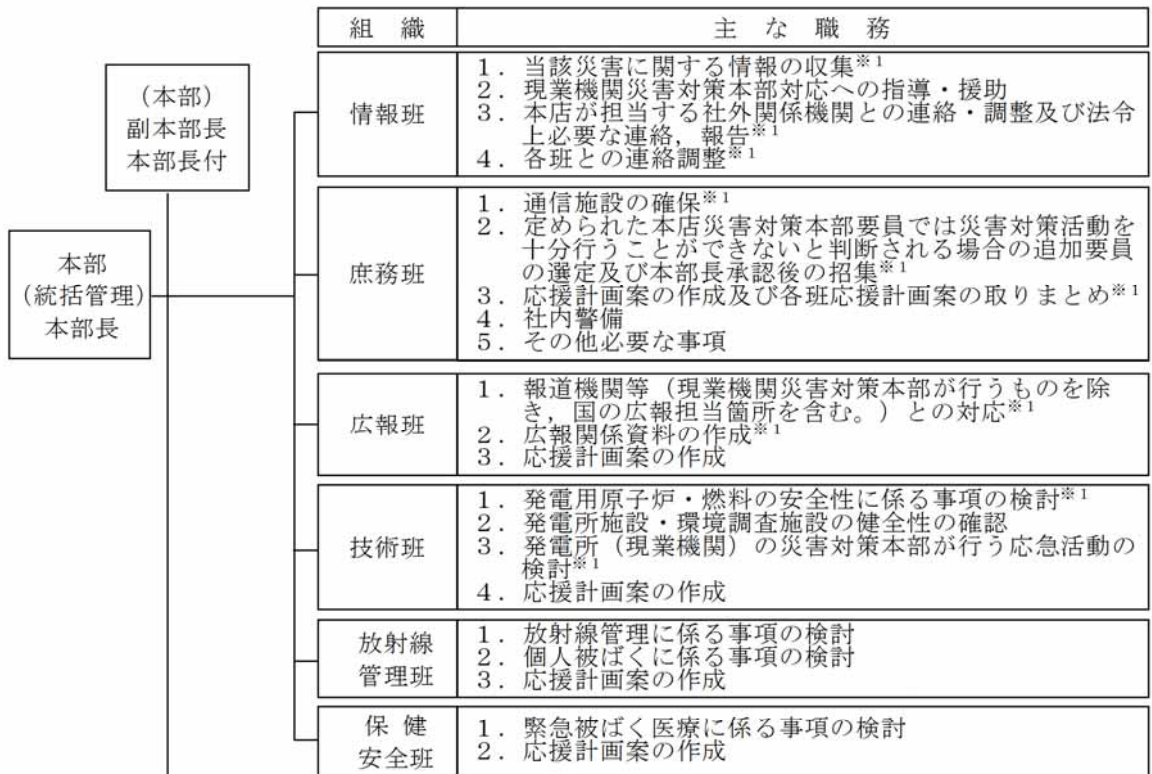 組 織
主 な 職 務
(本部)
副本部長
本部長付
本部
(統括管理)
本部長
情報班
1. 当該災害に関する情報の収集※1
2. 現業機関災害対策本部対応への指導・援助
3. 本店が担当する社外関係機関との連絡・調整及び法令
上必要な連絡,報告※1
4. 各班との連絡調整※1
庶務班
1. 通信施設の確保※1
2. 定められた本店災害対策本部要員では災害対策活動を
十分行うことができないと判断される場合の追加要員
の選定及び本部長承認後の招集※1
3. 応援計画案の作成及び各班応援計画案の取りまとめ※1
4. 社内警備
5. その他必要な事項
広報班
1. 報道機関等(現業機関災害対策本部が行うものを除
き,国の広報担当箇所を含む。)との対応※1
2. 広報関係資料の作成※1
3. 応援計画案の作成
技術班
1. 発電用原子炉・燃料の安全性に係る事項の検討※1
2. 発電所施設・環境調査施設の健全性の確認
3. 発電所(現業機関)の災害対策本部が行う応急活動の
検討※1
4. 応援計画案の作成
放射線
管理班
1. 放射線管理に係る事項の検討
2. 個人被ばくに係る事項の検討
3. 応援計画案の作成
保 健
安全班
1. 緊急被ばく医療に係る事項の検討
2. 応援計画案の作成